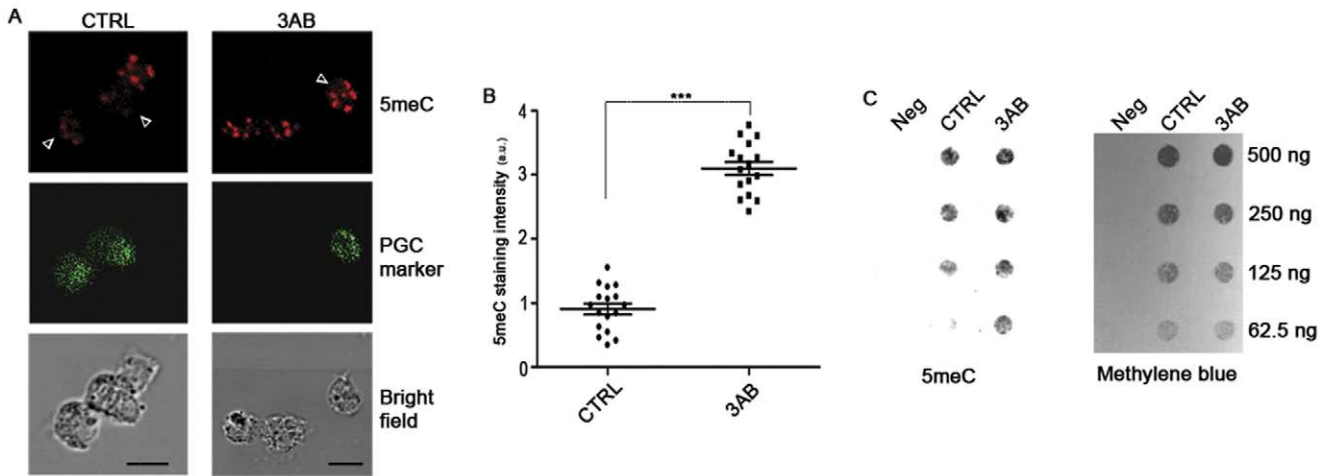 A
CTRL
3AB
5meC
PGC
marker
Bright
field
B
5meC staining intensity (a.u.)
4
3
2
1
0
***
CTRL
3AB
C
Neg
CTRL
3AB
5meC
Neg
CTRL
3AB
500 ng
250 ng
125 ng
62.5 ng
Methylene blue